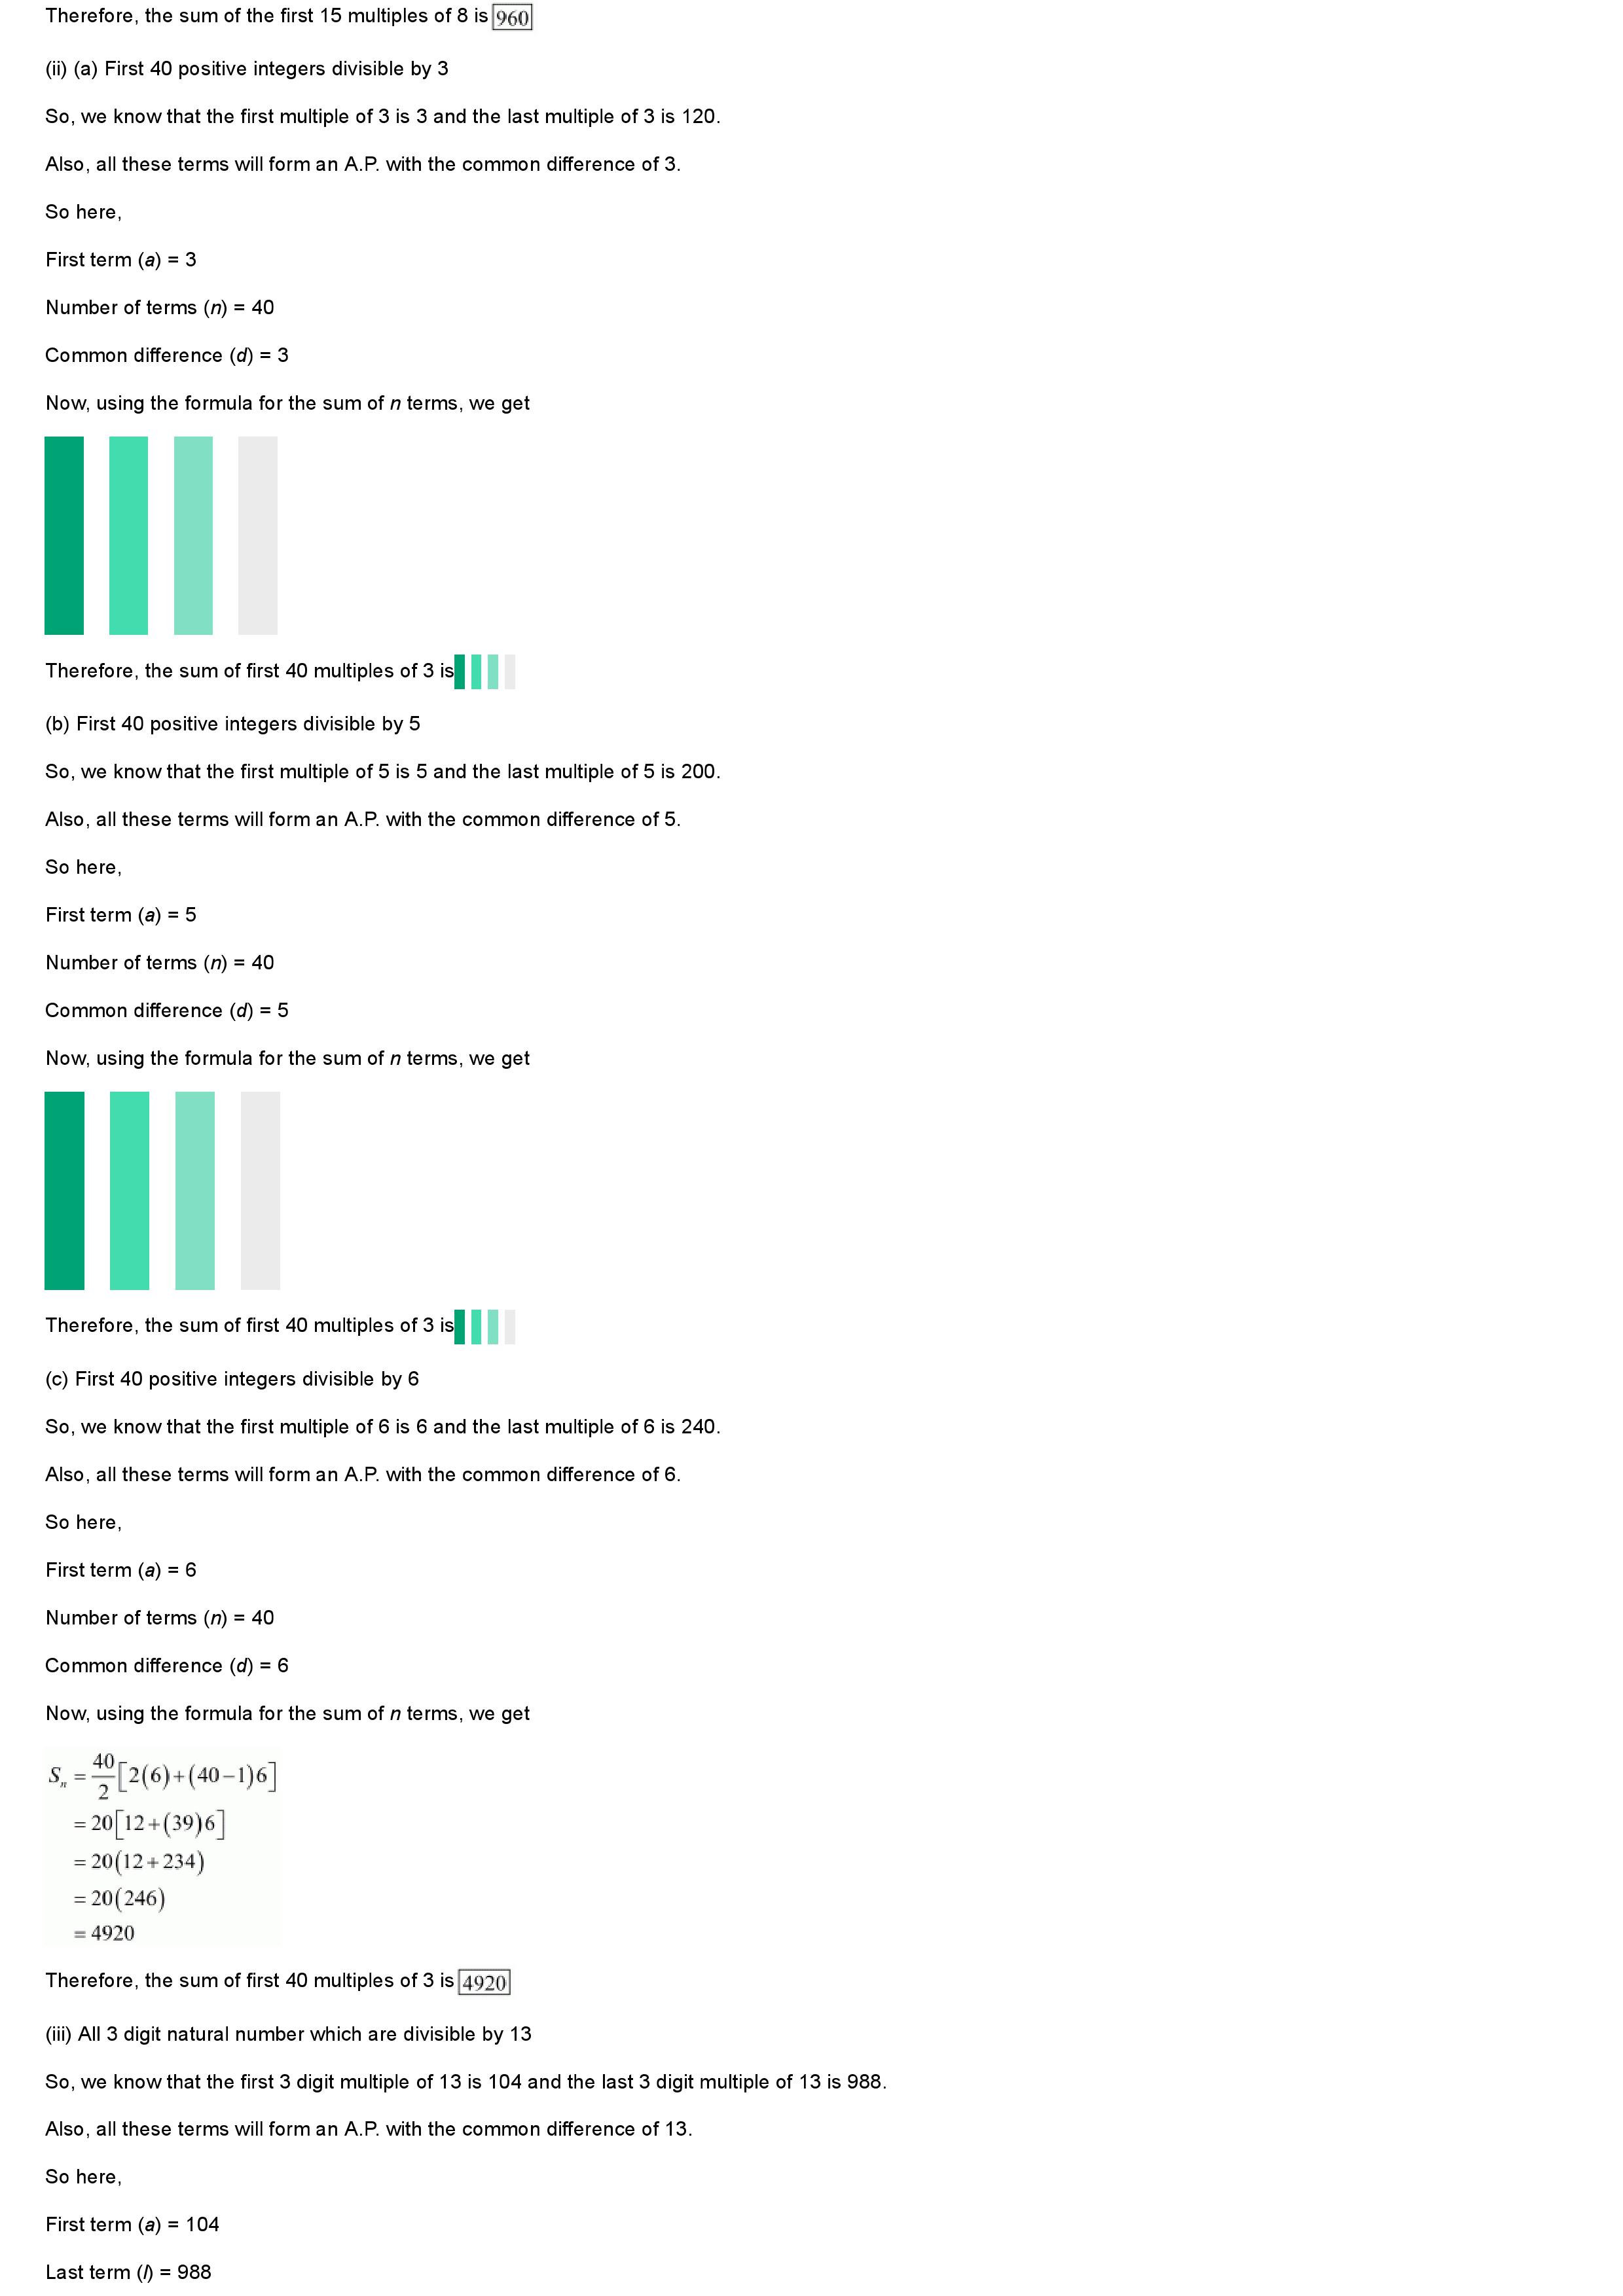 Therefore, the sum of the first 15 multiples of 8 is 960
(ii) (a) First 40 positive integers divisible by 3
So, we know that the first multiple of 3 is 3 and the last multiple of 3 is 120.
Also, all these terms will form an A.P. with the common difference of 3.
So here,
First term (a) = 3
Number of terms (n) = 40
Common difference (d) = 3
Now, using the formula for the sum of n terms, we get
Therefore, the sum of first 40 multiples of 3 is
(b) First 40 positive integers divisible by 5
So, we know that the first multiple of 5 is 5 and the last multiple of 5 is 200.
Also, all these terms will form an A.P. with the common difference of 5.
So here,
First term (a) = 5
Number of terms (n) = 40
Common difference (d) = 5
Now, using the formula for the sum of n terms, we get
Therefore, the sum of first 40 multiples of 3 is
(c) First 40 positive integers divisible by 6
So, we know that the first multiple of 6 is 6 and the last multiple of 6 is 240.
Also, all these terms will form an A.P. with the common difference of 6.
So here,
First term (a) = 6
Number of terms (n) = 40
Common difference (d) = 6
Now, using the formula for the sum of n terms, we get
Sₙ = 40/2[2(6)+(40−1)6]
= 20[12+(39)6]
= 20(12+234)
= 20(246)
= 4920
Therefore, the sum of first 40 multiples of 3 is 4920
(iii) All 3 digit natural number which are divisible by 13
So, we know that the first 3 digit multiple of 13 is 104 and the last 3 digit multiple of 13 is 988.
Also, all these terms will form an A.P. with the common difference of 13.
So here,
First term (a) = 104
Last term (l) = 988